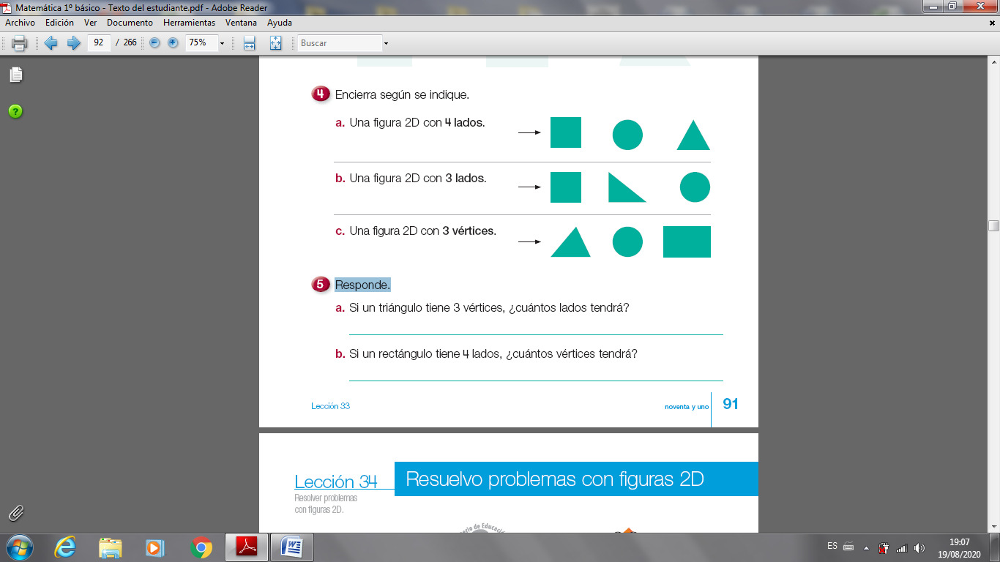 Matemática 1º básico - Texto del estudiante.pdf - Adobe Reader
Archivo Edición Ver Documento Herramientas Ventana Ayuda
92 / 266 75% Buscar
4 Encierra según se indique.
a. Una figura 2D con 4 lados.
b. Una figura 2D con 3 lados.
c. Una figura 2D con 3 vértices.
5 Responde.
a. Si un triángulo tiene 3 vértices, ¿cuántos lados tendrá?
b. Si un rectángulo tiene 4 lados, ¿cuántos vértices tendrá?
Lección 33 noventa y uno 91
Lección 34 Resuelvo problemas con figuras 2D
Resolver problemas
con figuras 2D.
de Educac
ES 19:07
19/08/2020